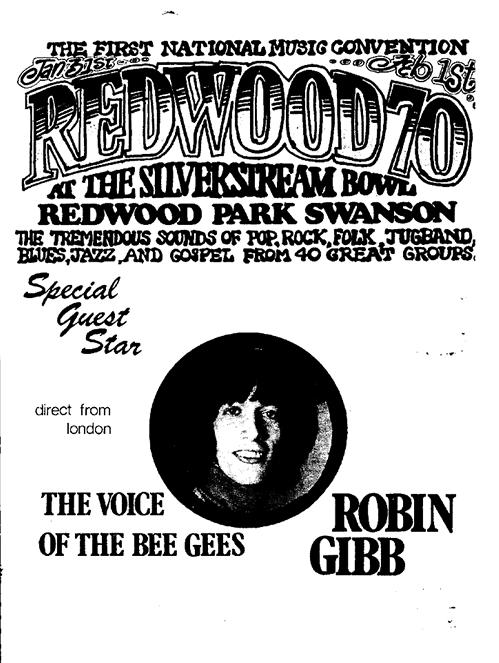 THE FIRST NATIONAL MUSIC CONVENTION
Jan 31st Feb 1st
REDWOOD 70
AT THE SILVERSTREAM BOWL
REDWOOD PARK SWANSON
THE TREMENDOUS SOUNDS OF POP, ROCK, FOLK, JUGBAND,
BLUES, JAZZ, AND GOSPEL FROM 40 GREAT GROUPS.
Special
Guest
Star
direct from
london
THE VOICE
OF THE BEE GEES
ROBIN
GIBB